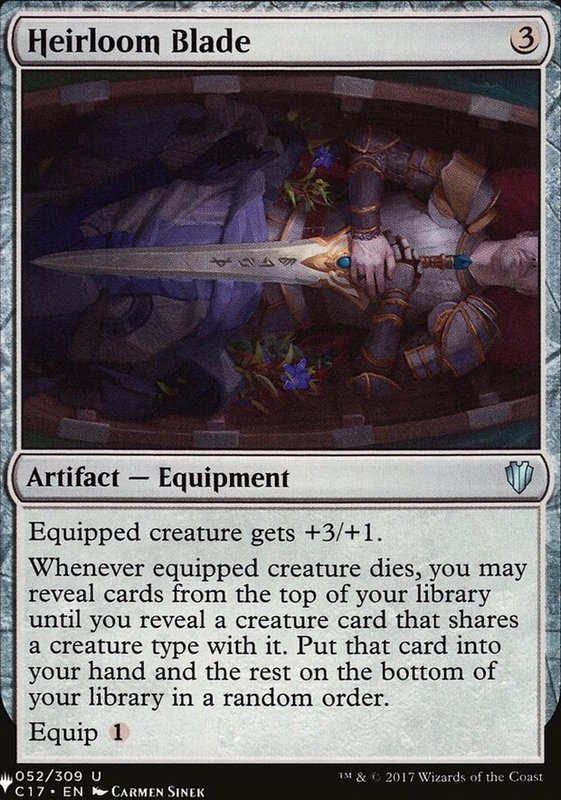 Heirloom Blade 3
Artifact — Equipment
Equipped creature gets +3/+1.
Whenever equipped creature dies, you may
reveal cards from the top of your library
until you reveal a creature card that shares
a creature type with it. Put that card into
your hand and the rest on the bottom of
your library in a random order.
Equip 1
052/309 U
C17 • EN Carmen Sinek
™ & © 2017 Wizards of the Coast